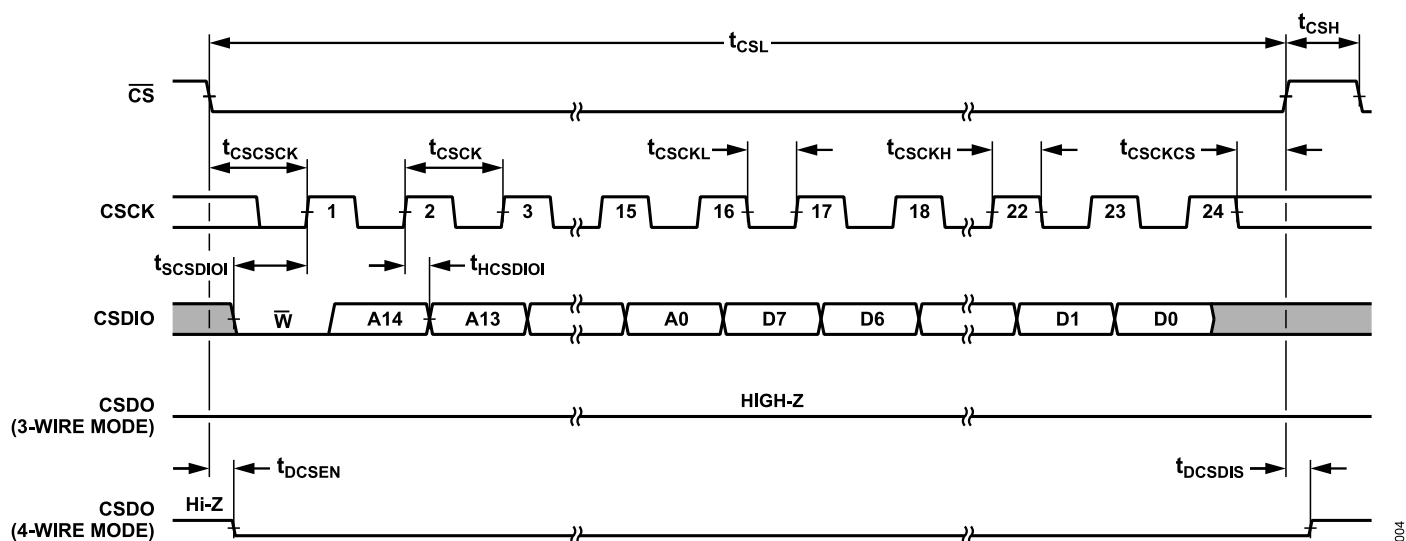 tCSL
tCSH
CS
tCSCSCK
tCSCK
tCSCKL
tCSCKH
tCSCKCS
CSCK
1 2 3 15 16 17 18 22 23 24
tSCSDIOI
tHCSDIOI
CSDIO
W A14 A13 A0 D7 D6 D1 D0
CSDO
(3-WIRE MODE)
HIGH-Z
tDCSEN
tDCSDIS
Hi-Z
CSDO
(4-WIRE MODE)
004